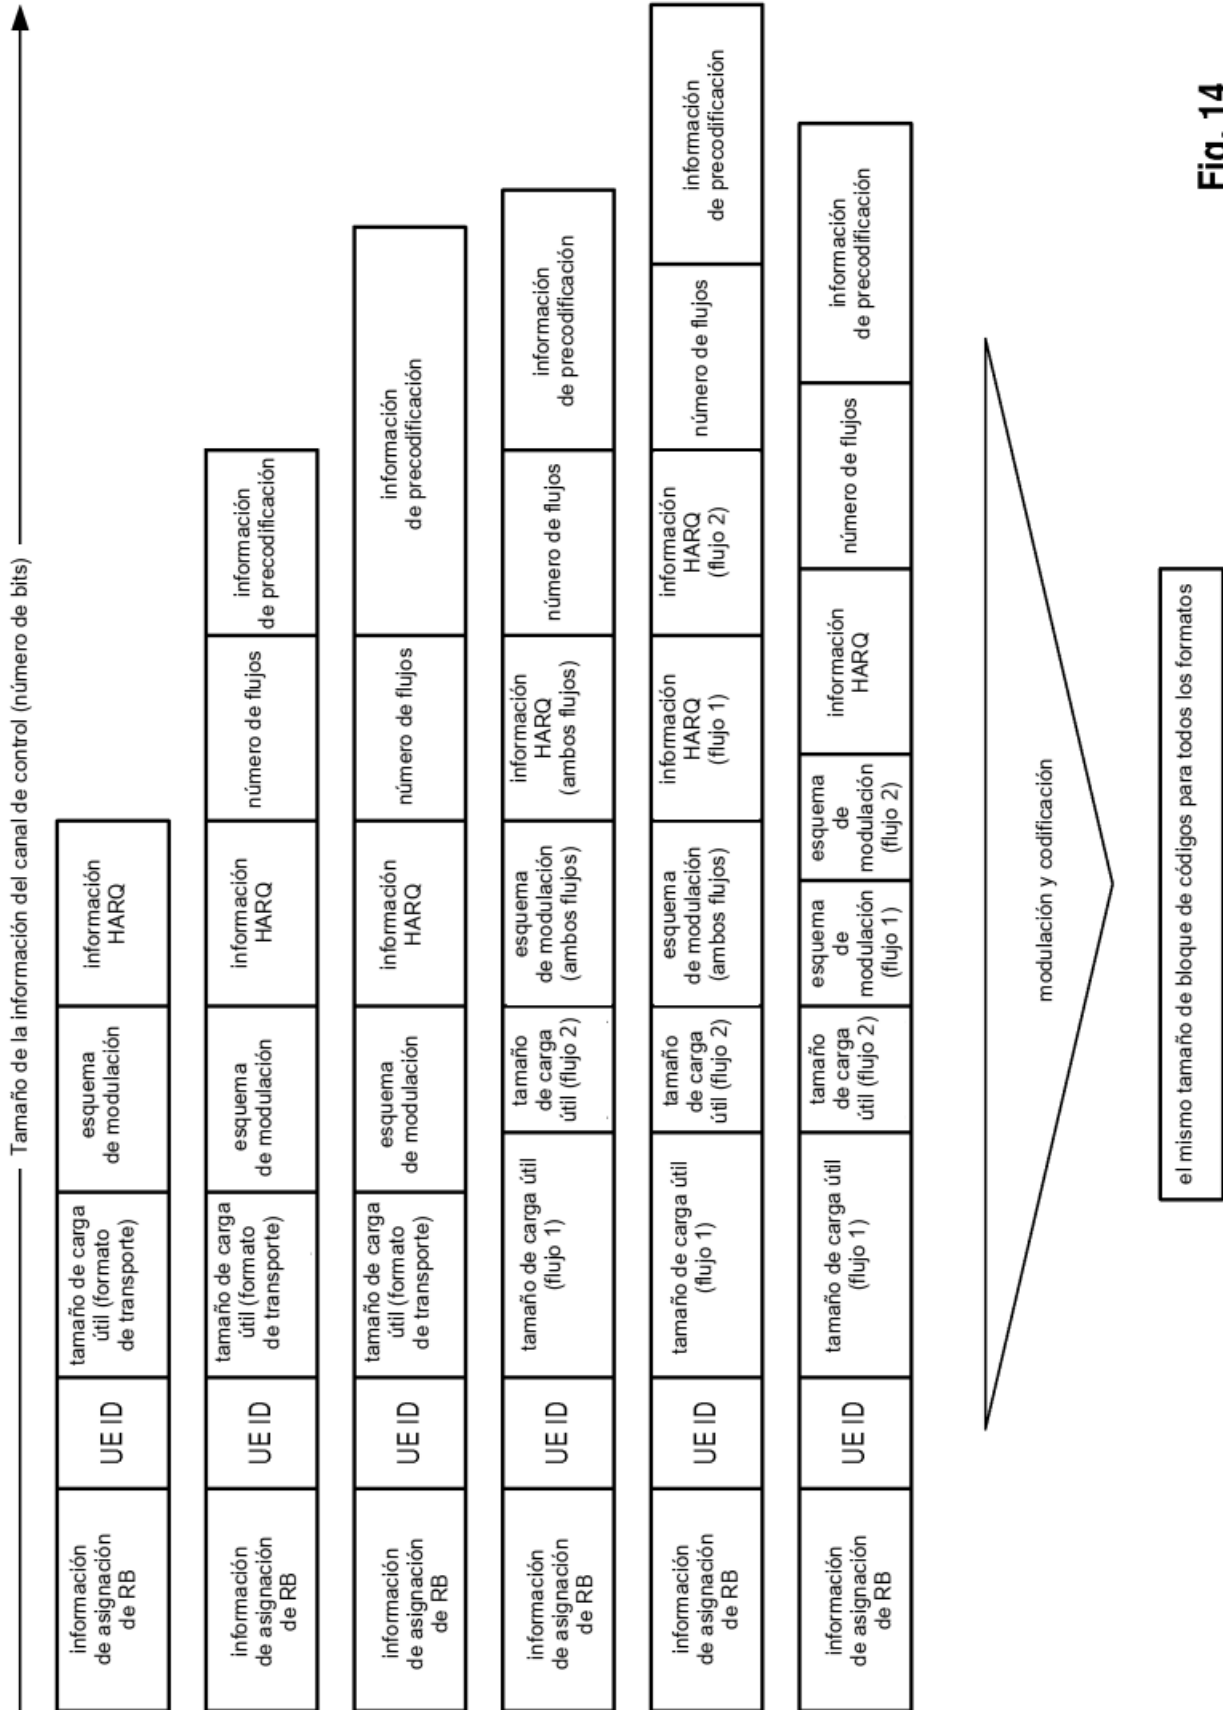 Tamaño de la información del canal de control (número de bits)
información
de asignación
de RB
UE ID
tamaño de carga
útil (formato
de transporte)
esquema
de modulación
información
HARQ
información
de asignación
de RB
UE ID
tamaño de carga
útil (formato
de transporte)
esquema
de modulación
información
HARQ
número de flujos
información
de precodificación
información
de asignación
de RB
UE ID
tamaño de carga
útil (formato
de transporte)
esquema
de modulación
información
HARQ
número de flujos
información
de precodificación
información
de asignación
de RB
UE ID
tamaño de carga útil
(flujo 1)
tamaño
de carga
útil (flujo 2)
esquema
de modulación
(ambos flujos)
información
HARQ
(ambos flujos)
número de flujos
información
de precodificación
información
de asignación
de RB
UE ID
tamaño de carga útil
(flujo 1)
tamaño
de carga
útil (flujo 2)
esquema
de modulación
(ambos flujos)
información
HARQ
(flujo 1)
información
HARQ
(flujo 2)
número de flujos
información
de precodificación
información
de asignación
de RB
UE ID
tamaño de carga útil
(flujo 1)
tamaño
de carga
útil (flujo 2)
esquema
de
modulación
(flujo 1)
esquema
de
modulación
(flujo 2)
información
HARQ
número de flujos
información
de precodificación
modulación y codificación
el mismo tamaño de bloque de códigos para todos los formatos
Fig. 14